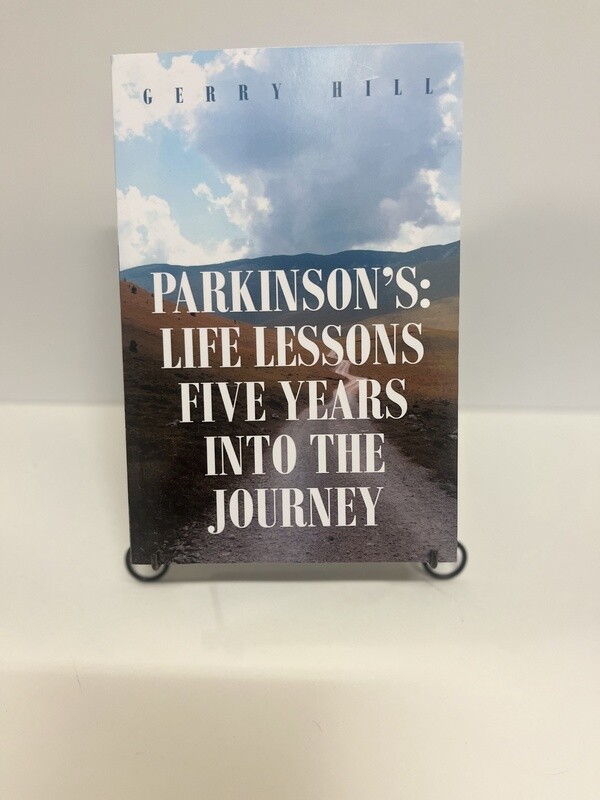 GERRY HILL
PARKINSON'S:
LIFE LESSONS
FIVE YEARS
INTO THE
JOURNEY